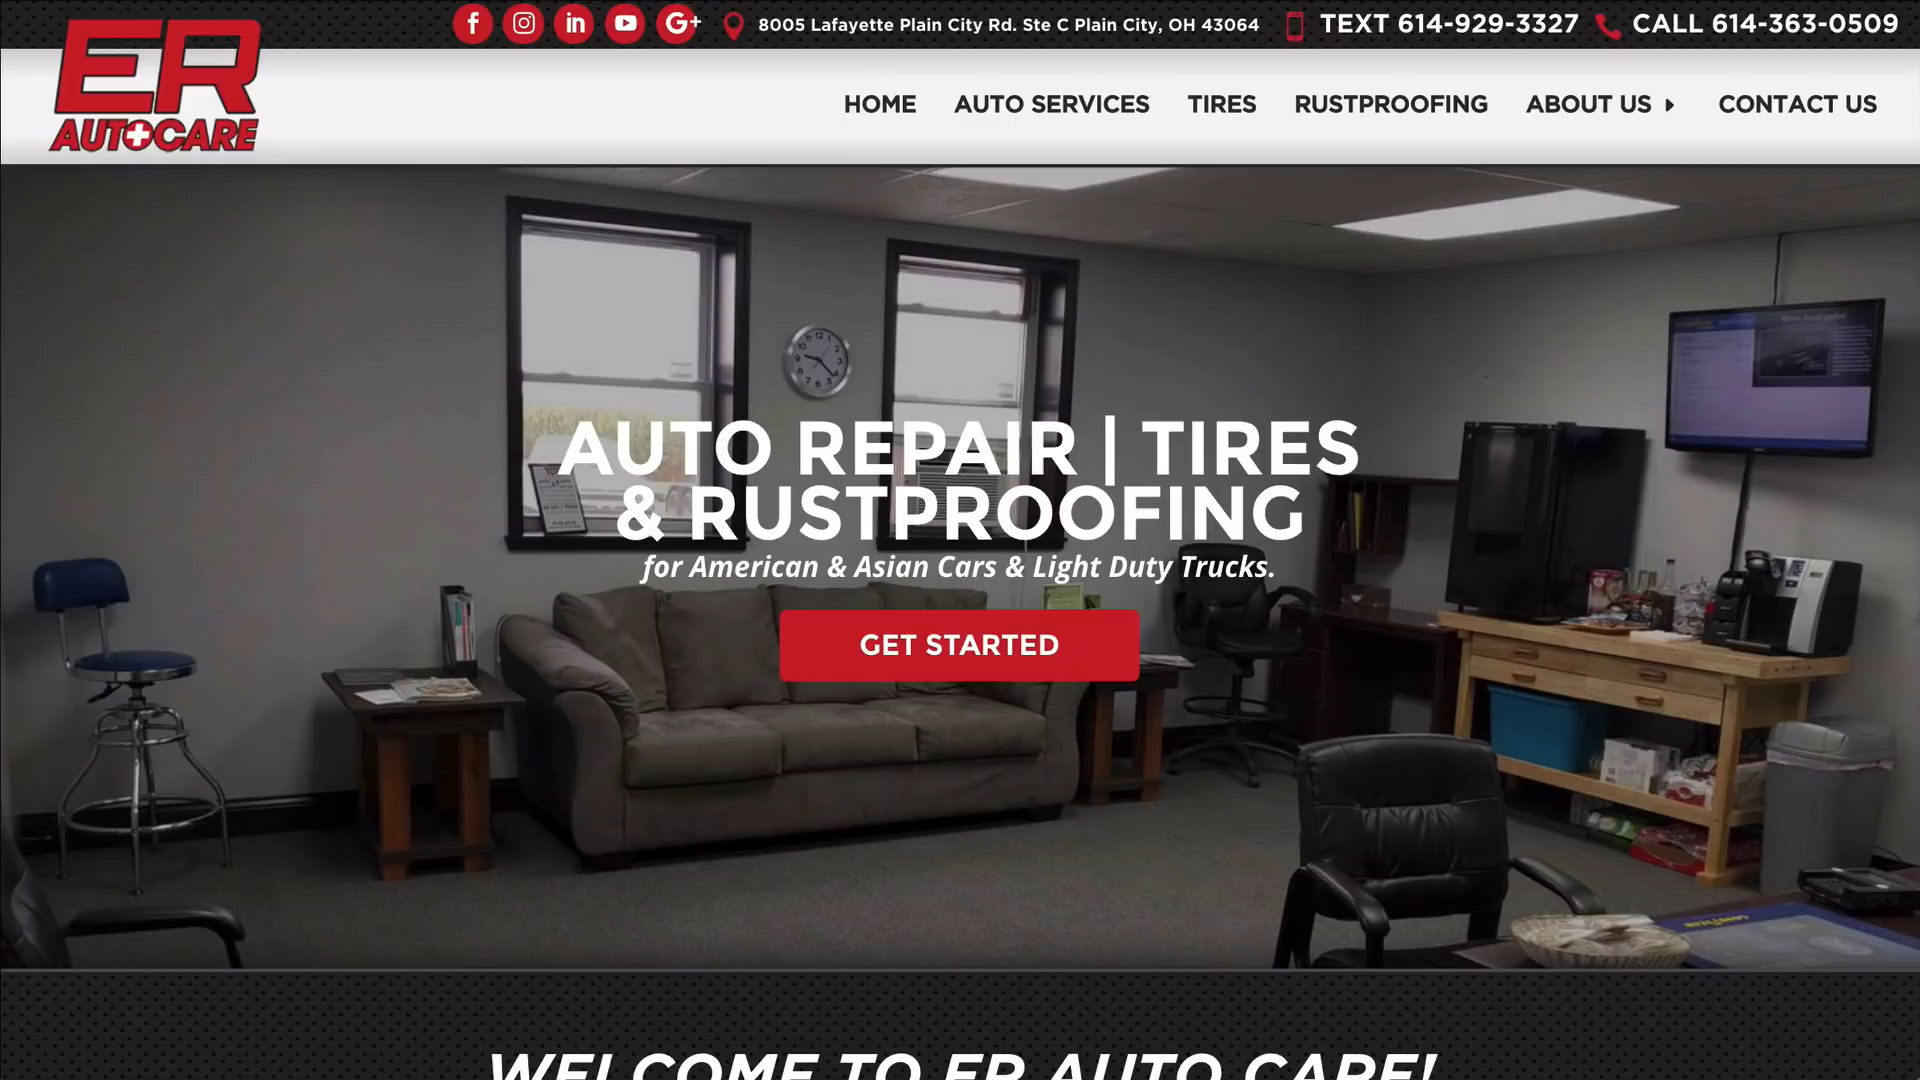 8005 Lafayette Plain City Rd. Ste C Plain City, OH 43064
TEXT 614-929-3327
CALL 614-363-0509
ER
AUTOCARE
HOME
AUTO SERVICES
TIRES
RUSTPROOFING
ABOUT US
CONTACT US
AUTO REPAIR | TIRES
& RUSTPROOFING
for American & Asian Cars & Light Duty Trucks.
GET STARTED
WELCOME TO ER AUTO CARE!